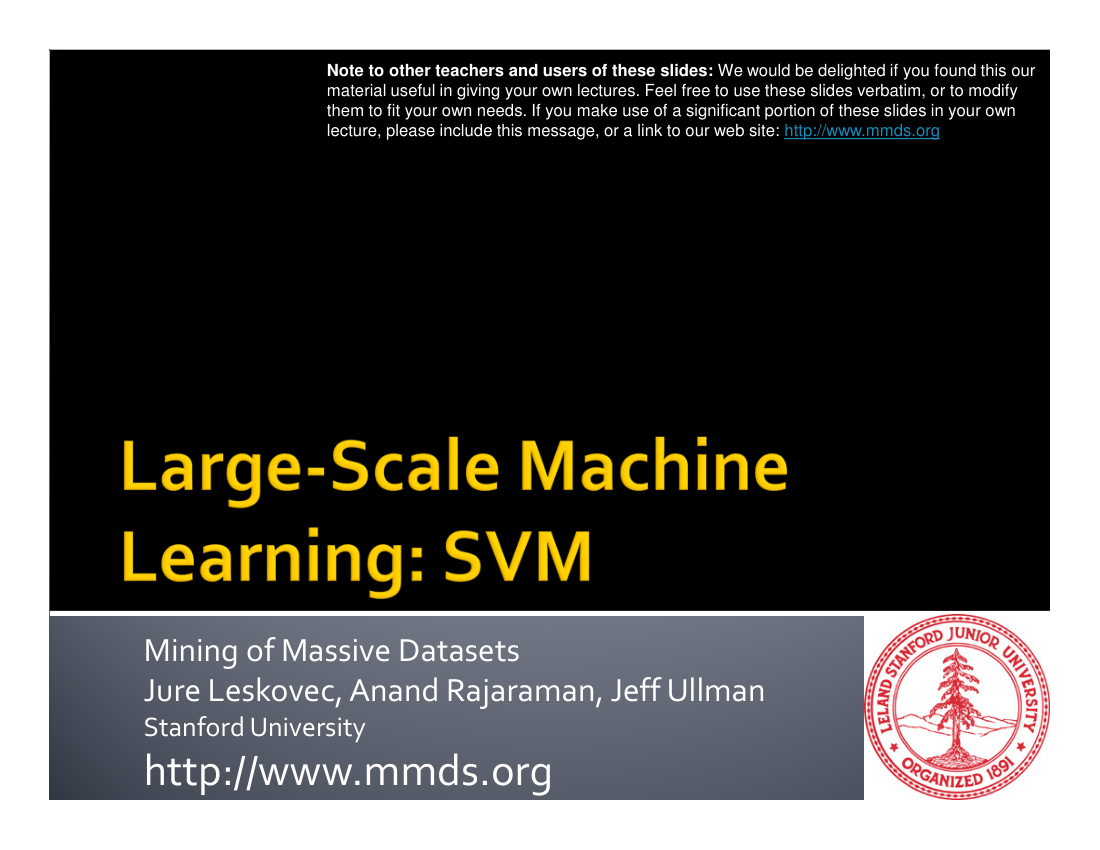 Note to other teachers and users of these slides: We would be delighted if you found this our
material useful in giving your own lectures. Feel free to use these slides verbatim, or to modify
them to fit your own needs. If you make use of a significant portion of these slides in your own
lecture, please include this message, or a link to our web site: http://www.mmds.org
Large-Scale Machine
Learning: SVM
Mining of Massive Datasets
Jure Leskovec, Anand Rajaraman, Jeff Ullman
Stanford University
http://www.mmds.org
LELAND STANFORD JUNIOR UNIVERSITY
ORGANIZED 1891